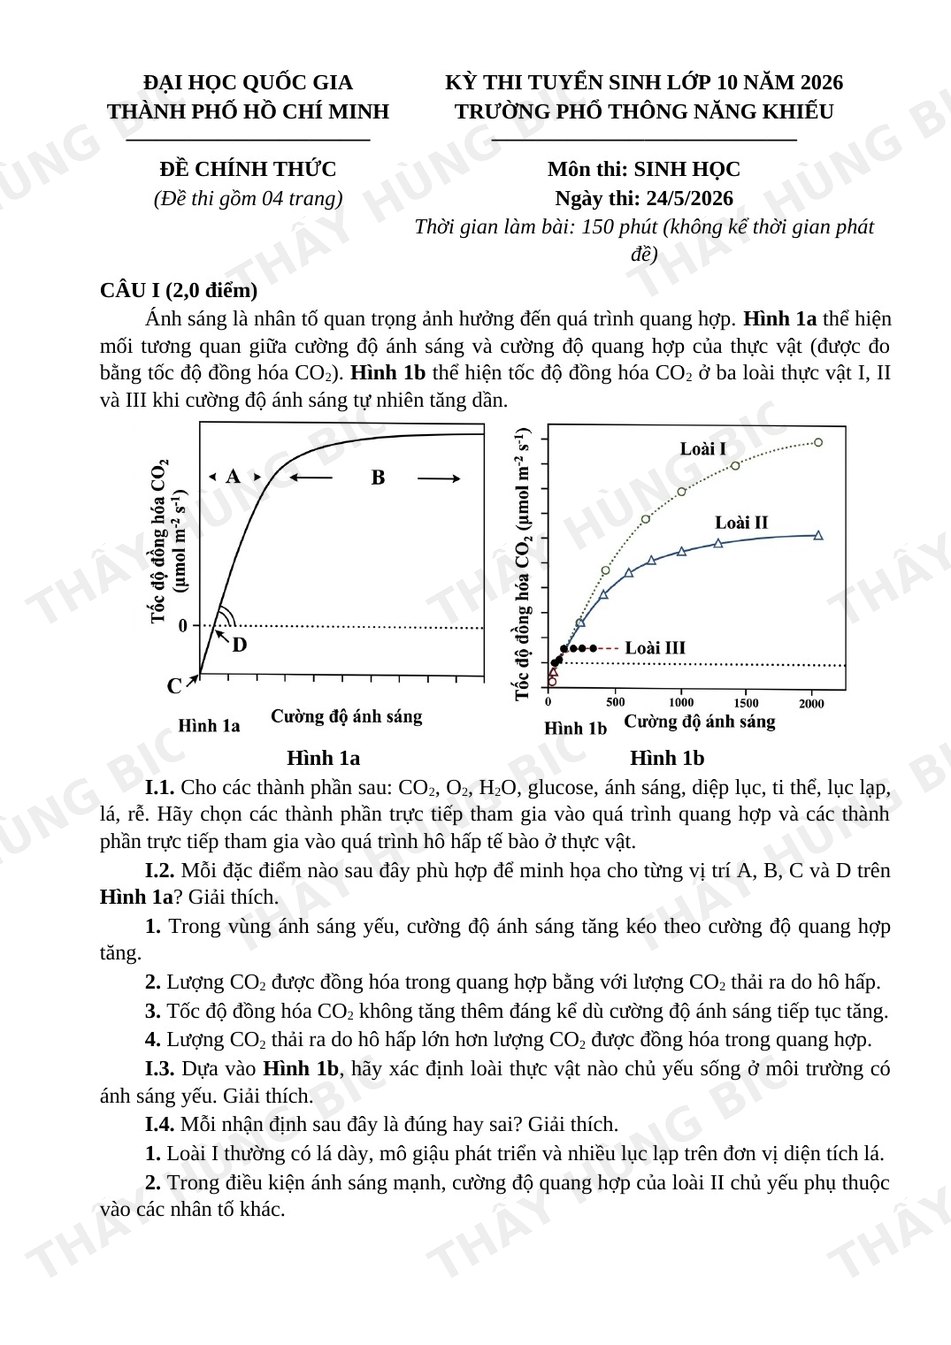 ĐẠI HỌC QUỐC GIA
THÀNH PHỐ HỒ CHÍ MINH
ĐỀ CHÍNH THỨC
(Đề thi gồm 04 trang)
KỲ THI TUYỂN SINH LỚP 10 NĂM 2026
TRƯỜNG PHỔ THÔNG NĂNG KHIẾU
Môn thi: SINH HỌC
Ngày thi: 24/5/2026
Thời gian làm bài: 150 phút (không kể thời gian phát
đề)
CÂU I (2,0 điểm)
Ánh sáng là nhân tố quan trọng ảnh hưởng đến quá trình quang hợp. Hình 1a thể hiện
mối tương quan giữa cường độ ánh sáng và cường độ quang hợp của thực vật (được đo
bằng tốc độ đồng hóa CO₂). Hình 1b thể hiện tốc độ đồng hóa CO₂ ở ba loài thực vật I, II
và III khi cường độ ánh sáng tự nhiên tăng dần.
Tốc độ đồng hóa CO₂
(µmol m⁻² s⁻¹)
A
B
0
D
C
Hình 1a
Cường độ ánh sáng
Tốc độ đồng hóa CO₂ (µmol m⁻² s⁻¹)
Loài I
Loài II
Loài III
0 500 1000 1500 2000
Hình 1b
Cường độ ánh sáng
Hình 1a
Hình 1b
I.1. Cho các thành phần sau: CO₂, O₂, H₂O, glucose, ánh sáng, diệp lục, ti thể, lục lạp,
lá, rễ. Hãy chọn các thành phần trực tiếp tham gia vào quá trình quang hợp và các thành
phần trực tiếp tham gia vào quá trình hô hấp tế bào ở thực vật.
I.2. Mỗi đặc điểm nào sau đây phù hợp để minh họa cho từng vị trí A, B, C và D trên
Hình 1a? Giải thích.
1. Trong vùng ánh sáng yếu, cường độ ánh sáng tăng kéo theo cường độ quang hợp
tăng.
2. Lượng CO₂ được đồng hóa trong quang hợp bằng với lượng CO₂ thải ra do hô hấp.
3. Tốc độ đồng hóa CO₂ không tăng thêm đáng kể dù cường độ ánh sáng tiếp tục tăng.
4. Lượng CO₂ thải ra do hô hấp lớn hơn lượng CO₂ được đồng hóa trong quang hợp.
I.3. Dựa vào Hình 1b, hãy xác định loài thực vật nào chủ yếu sống ở môi trường có
ánh sáng yếu. Giải thích.
I.4. Mỗi nhận định sau đây là đúng hay sai? Giải thích.
1. Loài I thường có lá dày, mô giậu phát triển và nhiều lục lạp trên đơn vị diện tích lá.
2. Trong điều kiện ánh sáng mạnh, cường độ quang hợp của loài II chủ yếu phụ thuộc
vào các nhân tố khác.
THẦY HÙNG BIC